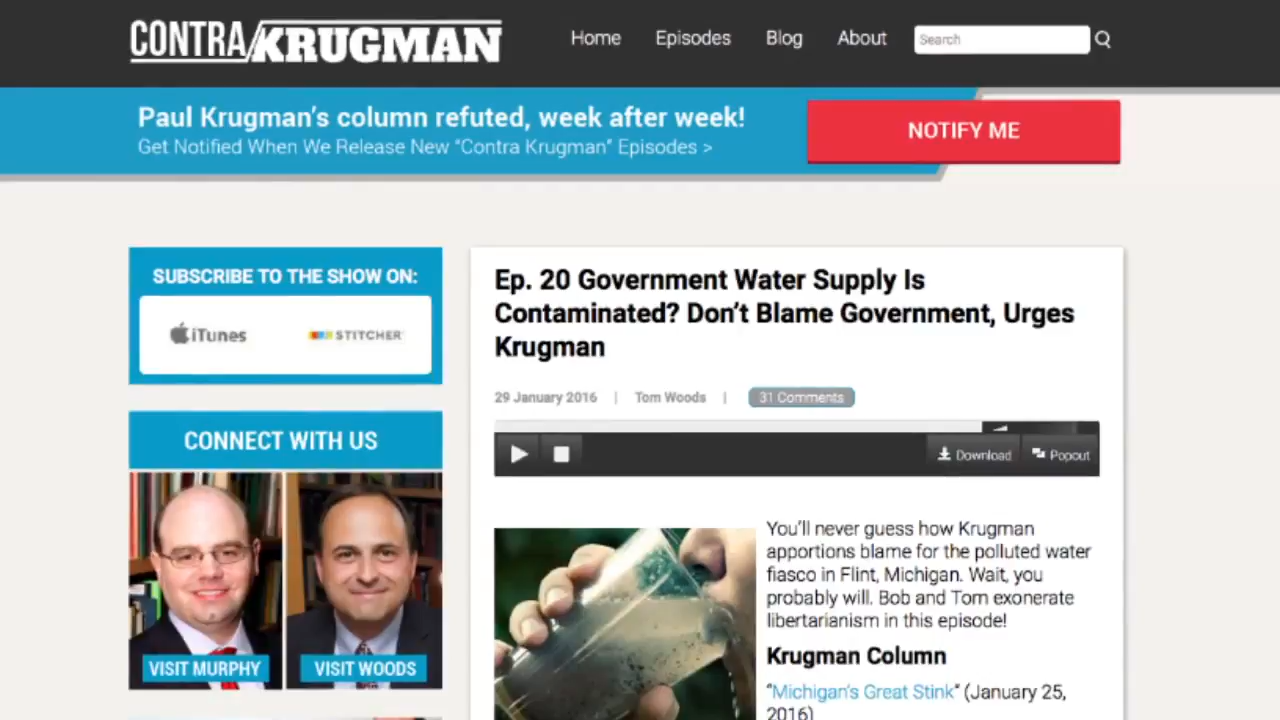 CONTRA KRUGMAN
Home Episodes Blog About Search
Paul Krugman's column refuted, week after week!
Get Notified When We Release New "Contra Krugman" Episodes >
NOTIFY ME
SUBSCRIBE TO THE SHOW ON:
iTunes STITCHER
CONNECT WITH US
VISIT MURPHY VISIT WOODS
Ep. 20 Government Water Supply Is
Contaminated? Don't Blame Government, Urges
Krugman
29 January 2016 | Tom Woods | 31 Comments
Download Popout
You'll never guess how Krugman
apportions blame for the polluted water
fiasco in Flint, Michigan. Wait, you
probably will. Bob and Tom exonerate
libertarianism in this episode!
Krugman Column
"Michigan's Great Stink" (January 25,
2016)